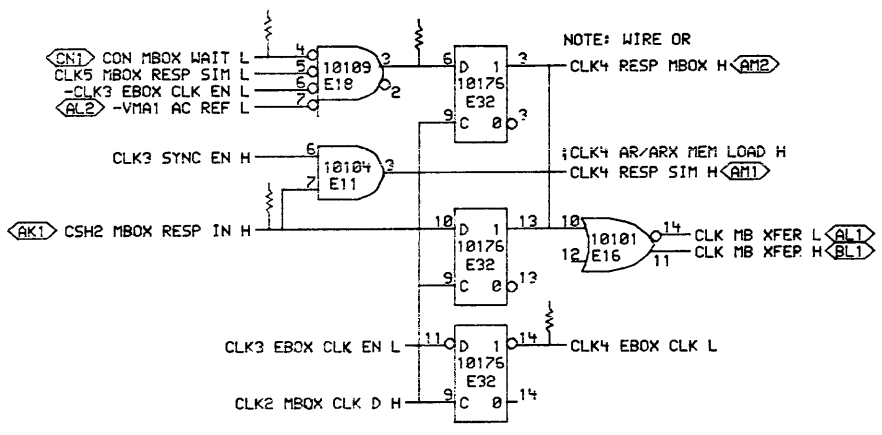 NOTE: WIRE OR
CN1 CON MBOX WAIT L 4
CLK5 MBOX RESP SIM L 5
-CLK3 EBOX CLK EN L 6
AL2 -VMA1 AC REF L 7
10109
E18
3
2
6 D 1 3
10176
E32
9 C 0 3
CLK4 RESP MBOX H AM2
CLK3 SYNC EN H 6
7
10104
E11
3
;CLK4 AR/ARX MEM LOAD H
CLK4 RESP SIM H AM1
AK1 CSH2 MBOX RESP IN H
10 D 1 13
10176
E32
9 C 0 13
10
12
10101
E16
14 CLK MB XFER L AL1
11 CLK MB XFER H BL1
CLK3 EBOX CLK EN L 11 D 1 14 CLK4 EBOX CLK L
10176
E32
CLK2 MBOX CLK D H 9 C 0 14